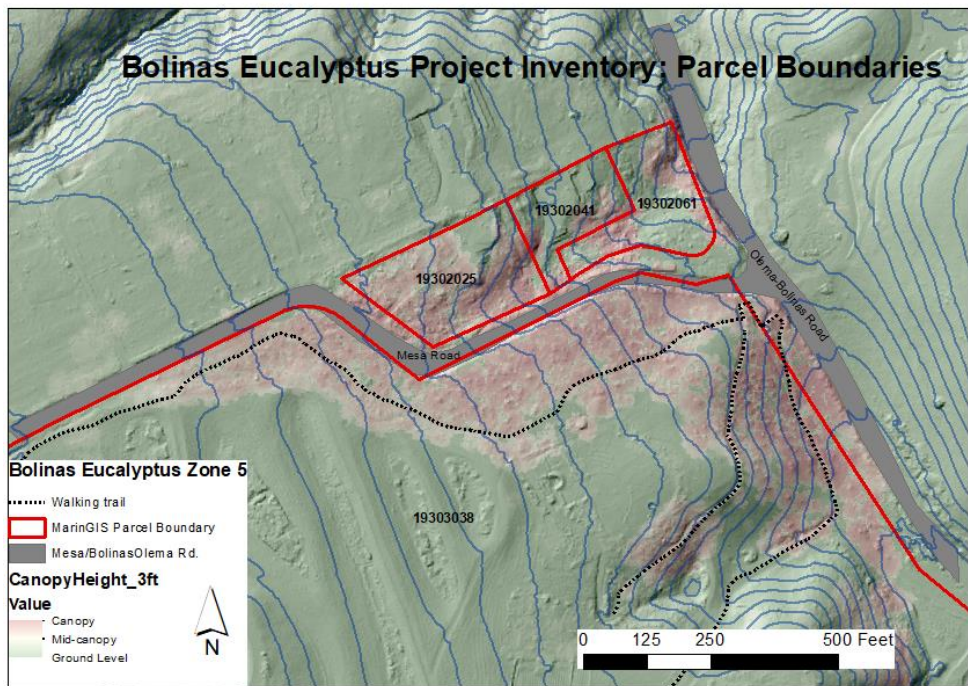 Bolinas Eucalyptus Project Inventory: Parcel Boundaries
19302041
19302061
19302025
Olema-Bolinas Road
Mesa Road
19303038
Bolinas Eucalyptus Zone 5
Walking trail
MarinGIS Parcel Boundary
Mesa/BolinasOlema Rd.
CanopyHeight_3ft
Value
Canopy
Mid-canopy
Ground Level
N
0 125 250 500 Feet